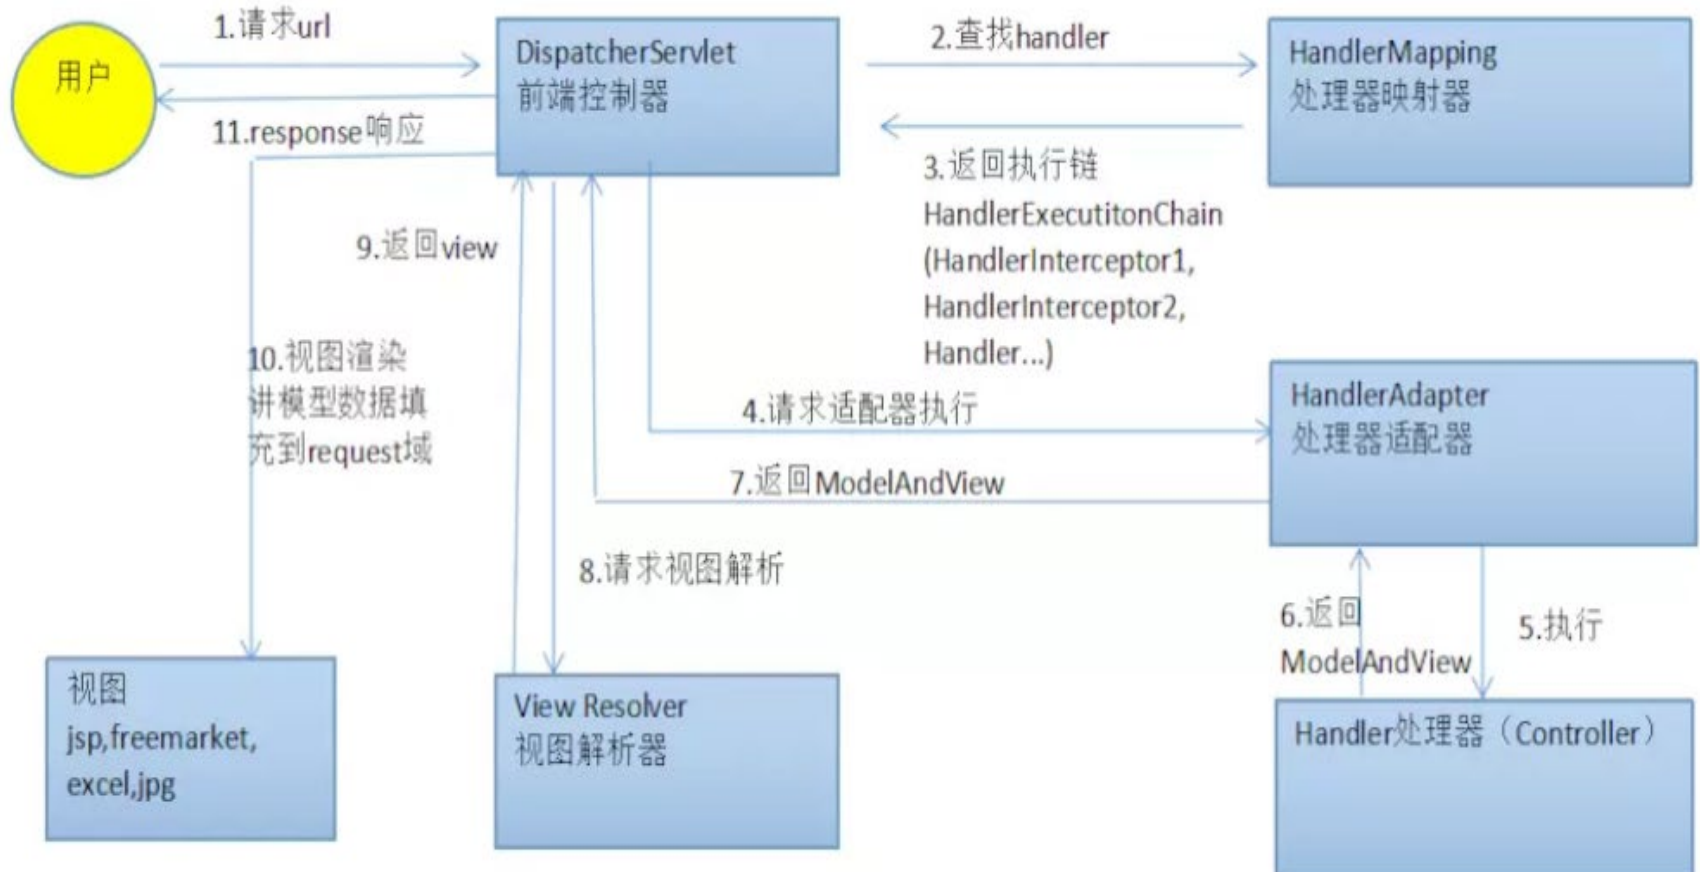 1.请求url
用户
DispatcherServlet
前端控制器
2.查找handler
HandlerMapping
处理器映射器
11.response响应
3.返回执行链
HandlerExecutitonChain
(HandlerInterceptor1,
HandlerInterceptor2,
Handler...)
9.返回view
10.视图渲染
讲模型数据填
充到request域
4.请求适配器执行
HandlerAdapter
处理器适配器
7.返回ModelAndView
8.请求视图解析
6.返回
ModelAndView
5.执行
视图
jsp,freemarket,
excel,jpg
View Resolver
视图解析器
Handler处理器（Controller）